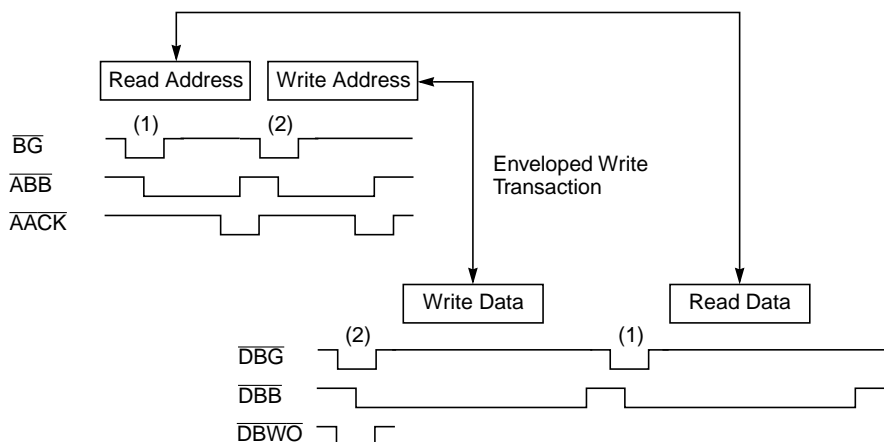 Read Address
Write Address
(1)
(2)
BG
ABB
AACK
Enveloped Write
Transaction
Write Data
Read Data
(2)
(1)
DBG
DBB
DBWO